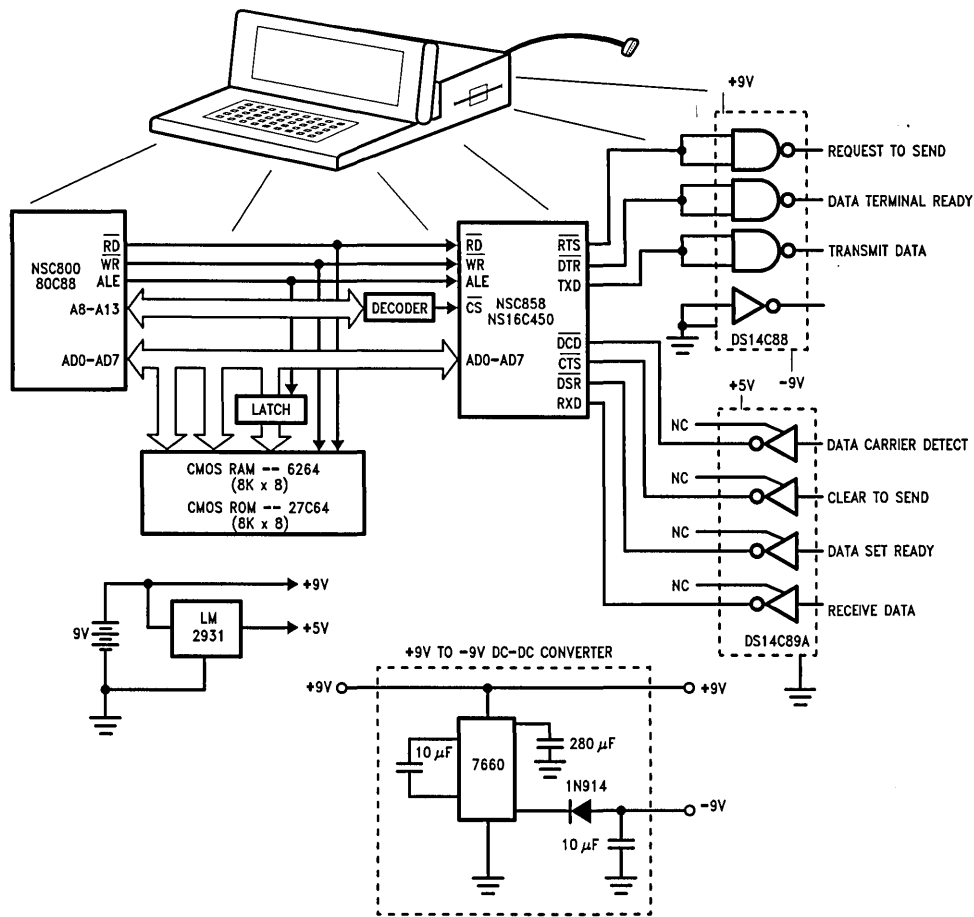 +9V
REQUEST TO SEND
DATA TERMINAL READY
TRANSMIT DATA
DS14C88
-9V
NSC800
80C88
RD
WR
ALE
A8-A13
AD0-AD7
DECODER
LATCH
RD
WR
ALE
CS
AD0-AD7
NSC858
NS16C450
RTS
DTR
TXD
DCD
CTS
DSR
RXD
+5V
NC
DATA CARRIER DETECT
NC
CLEAR TO SEND
NC
DATA SET READY
NC
RECEIVE DATA
DS14C89A
CMOS RAM -- 6264
(8K x 8)
CMOS ROM -- 27C64
(8K x 8)
9V
LM
2931
+9V
+5V
+9V TO -9V DC-DC CONVERTER
+9V
+9V
10 µF
7660
280 µF
1N914
-9V
10 µF